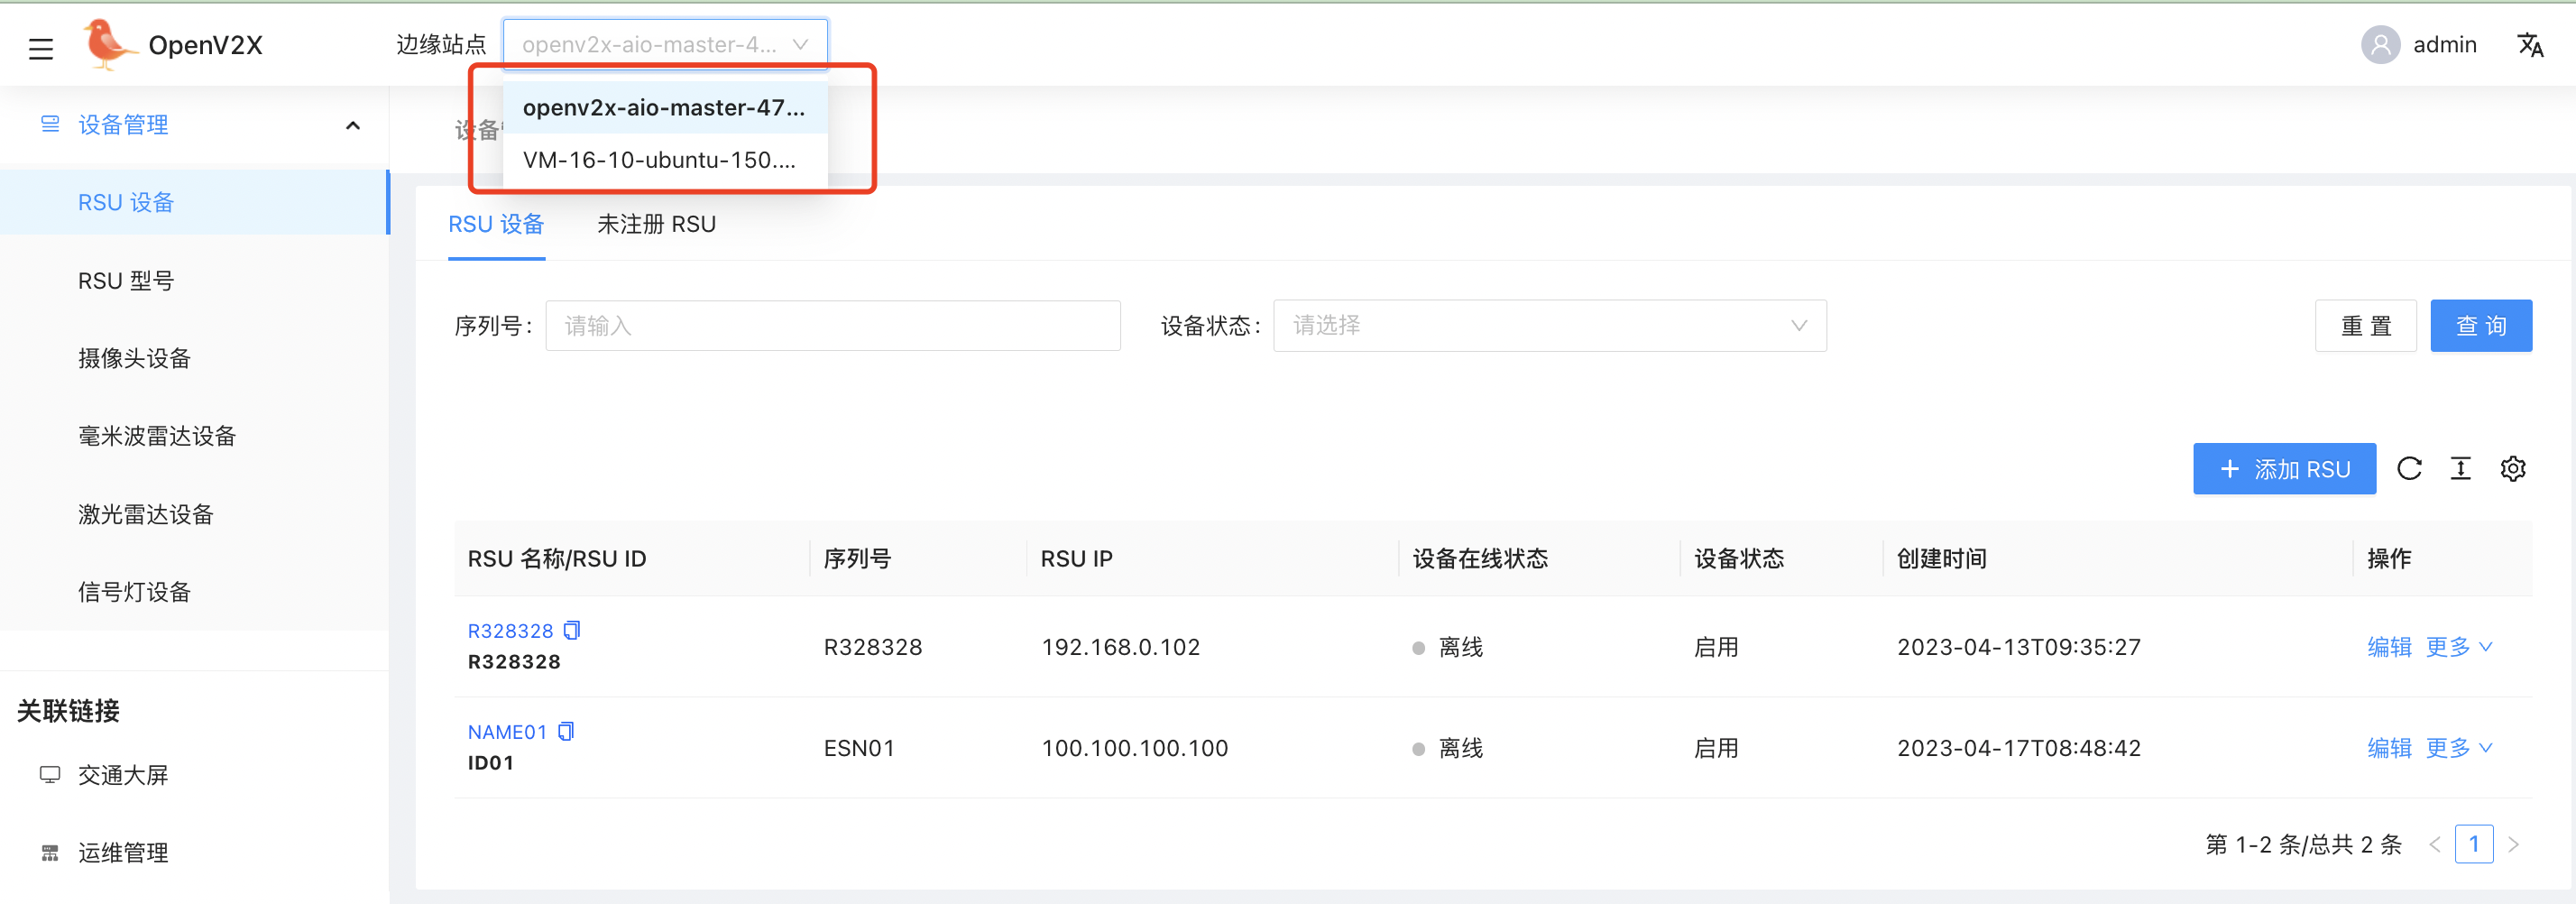 OpenV2X
边缘站点
openv2x-aio-master-4...
admin
openv2x-aio-master-47...
VM-16-10-ubuntu-150....
设备管理
RSU 设备
RSU 型号
摄像头设备
毫米波雷达设备
激光雷达设备
信号灯设备
关联链接
交通大屏
运维管理
设备
RSU 设备 未注册 RSU
序列号: 请输入 设备状态: 请选择 重 置 查 询
添加 RSU
RSU 名称/RSU ID 序列号 RSU IP 设备在线状态 设备状态 创建时间 操作
R328328
R328328
R328328 192.168.0.102 离线 启用 2023-04-13T09:35:27 编辑 更多
NAME01
ID01
ESN01 100.100.100.100 离线 启用 2023-04-17T08:48:42 编辑 更多
第 1-2 条/总共 2 条 < 1 >